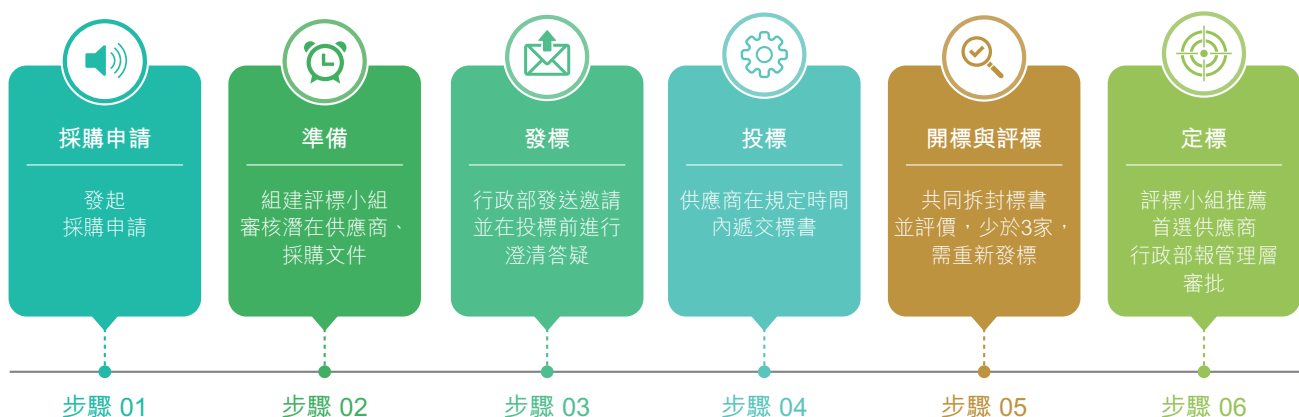 採購申請
發起
採購申請
步驟 01
準備
組建評標小組
審核潛在供應商、
採購文件
步驟 02
發標
行政部發送邀請
並在投標前進行
澄清答疑
步驟 03
投標
供應商在規定時間
內遞交標書
步驟 04
開標與評標
共同拆封標書
並評價，少於3家，
需重新發標
步驟 05
定標
評標小組推薦
首選供應商
行政部報管理層
審批
步驟 06